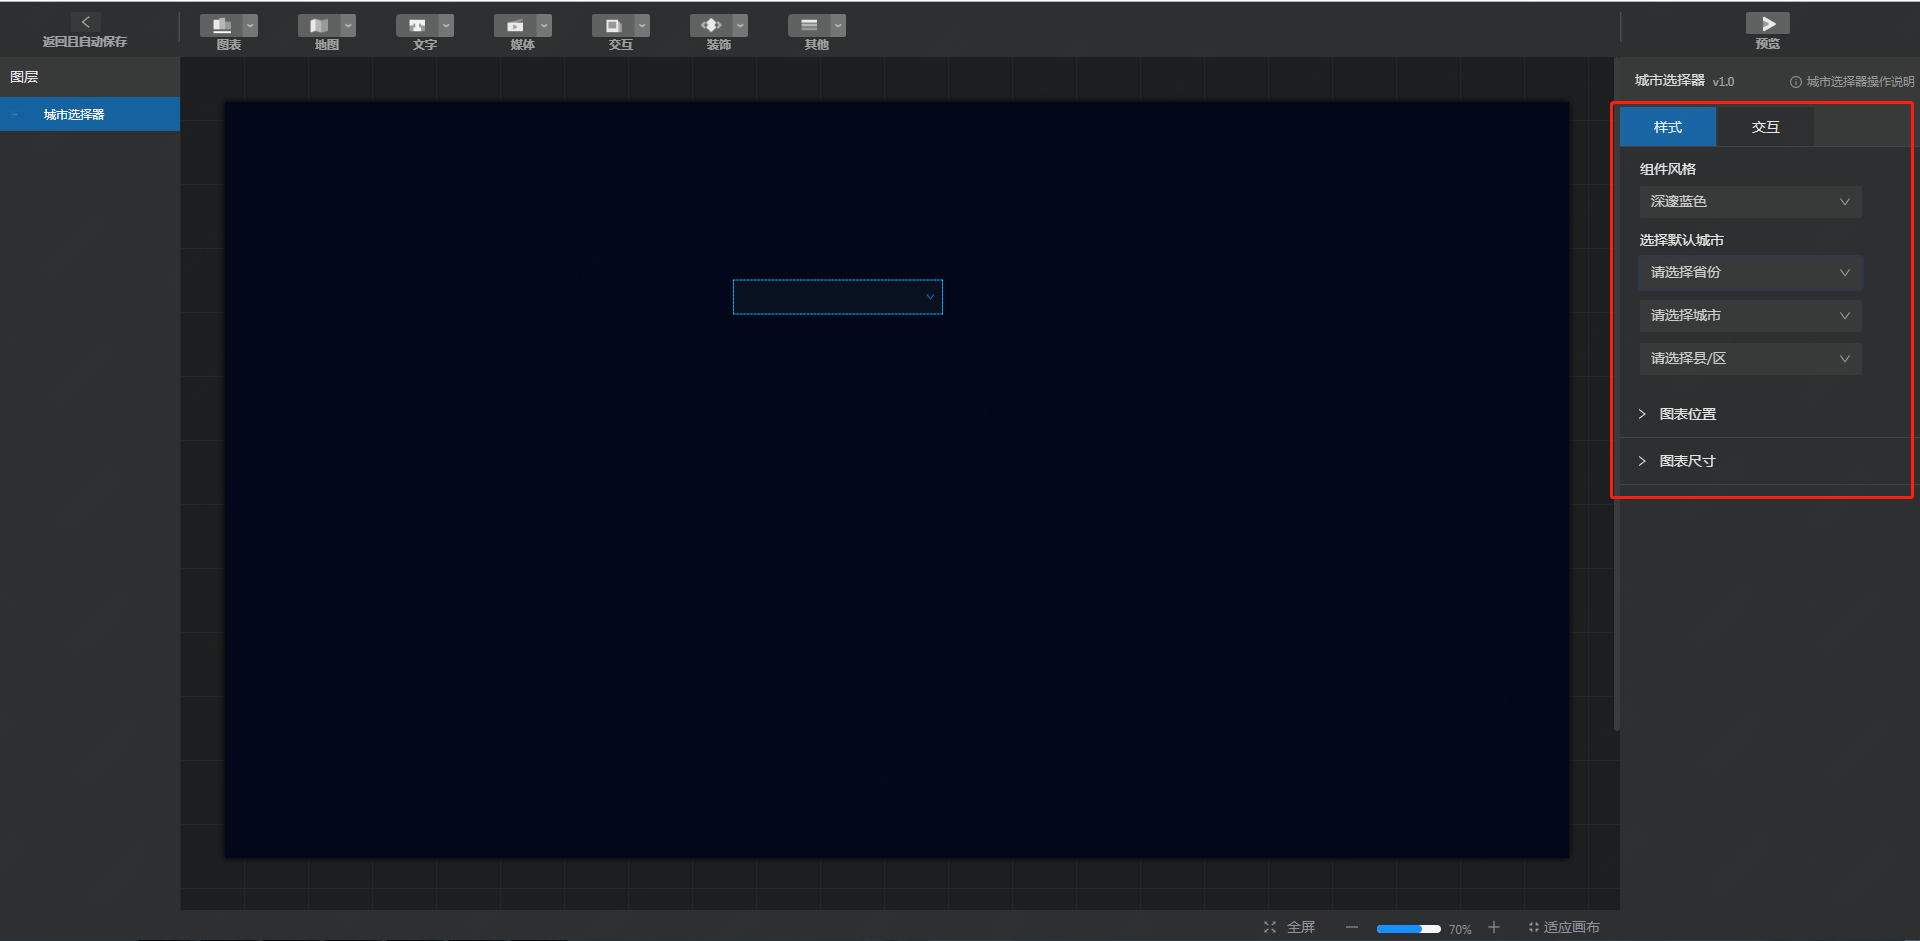 返回且自动保存
图表
地图
文字
媒体
交互
装饰
其他
预览
图层
城市选择器
城市选择器 v1.0
城市选择器操作说明
样式
交互
组件风格
深邃蓝色
选择默认城市
请选择省份
请选择城市
请选择县/区
图表位置
图表尺寸
全屏
70%
适应画布